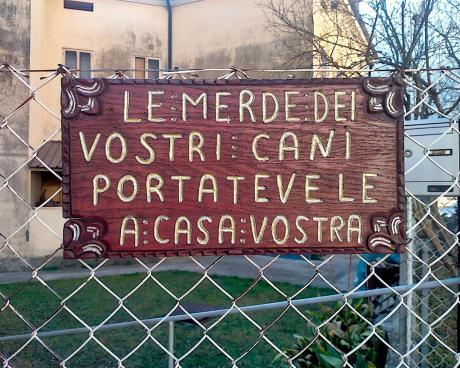 LE MERDE DEI
VOSTRI CANI
PORTATEVELE
A CASA VOSTRA